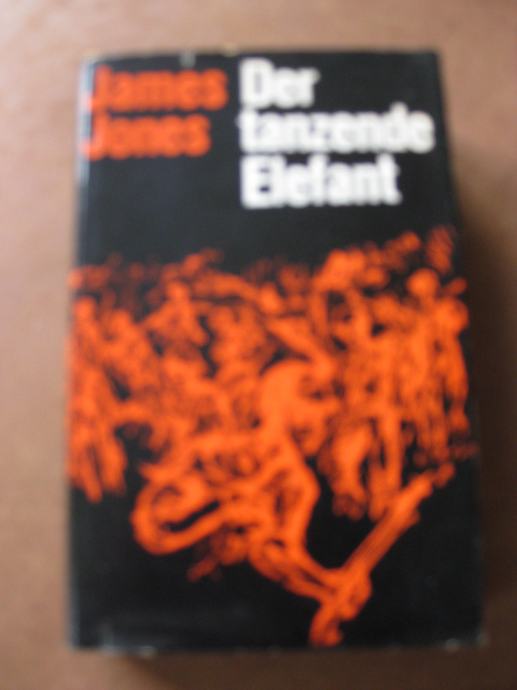 James
Jones
Der
tanzende
Elefant